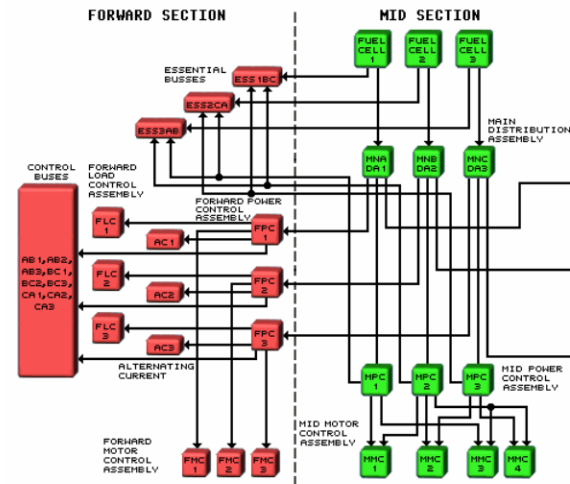 FORWARD SECTION
MID SECTION
FUEL
CELL
1
FUEL
CELL
2
FUEL
CELL
3
ESSENTIAL
BUSSES
ESS1BC
ESS2CA
ESS3AB
MAIN
DISTRIBUTION
ASSEMBLY
CONTROL
BUSES
FORWARD
LOAD
CONTROL
ASSEMBLY
MNA
DA1
MNB
DA2
MNC
DA3
FORWARD POWER
CONTROL
ASSEMBLY
FLC
1
AC1
FPC
1
AB1,AB2,
AB3,BC1,
BC2,BC3,
CA1,CA2,
CA3
FLC
2
AC2
FPC
2
FLC
3
AC3
FPC
3
ALTERNATING
CURRENT
MPC
1
MPC
2
MPC
3
MID POWER
CONTROL
ASSEMBLY
MID MOTOR
CONTROL
ASSEMBLY
FORWARD
MOTOR
CONTROL
ASSEMBLY
FMC
1
FMC
2
FMC
3
MMC
1
MMC
2
MMC
3
MMC
4